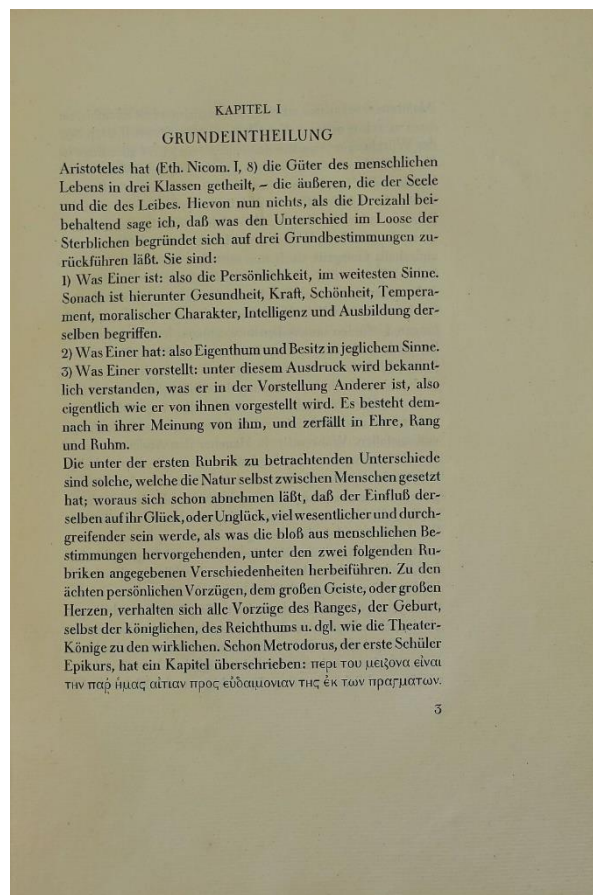 KAPITEL I
GRUNDEINTHEILUNG
Aristoteles hat (Eth. Nicom. I, 8) die Güter des menschlichen
Lebens in drei Klassen getheilt, – die äußeren, die der Seele
und die des Leibes. Hievon nun nichts, als die Dreizahl bei-
behaltend sage ich, daß was den Unterschied im Loose der
Sterblichen begründet sich auf drei Grundbestimmungen zu-
rückführen läßt. Sie sind:
1) Was Einer ist: also die Persönlichkeit, im weitesten Sinne.
Sonach ist hierunter Gesundheit, Kraft, Schönheit, Tempera-
ment, moralischer Charakter, Intelligenz und Ausbildung der-
selben begriffen.
2) Was Einer hat: also Eigenthum und Besitz in jeglichem Sinne.
3) Was Einer vorstellt: unter diesem Ausdruck wird bekannt-
lich verstanden, was er in der Vorstellung Anderer ist, also
eigentlich wie er von ihnen vorgestellt wird. Es besteht dem-
nach in ihrer Meinung von ihm, und zerfällt in Ehre, Rang
und Ruhm.
Die unter der ersten Rubrik zu betrachtenden Unterschiede
sind solche, welche die Natur selbst zwischen Menschen gesetzt
hat; woraus sich schon abnehmen läßt, daß der Einfluß der-
selben auf ihr Glück, oder Unglück, viel wesentlicher und durch-
greifender sein werde, als was die bloß aus menschlichen Be-
stimmungen hervorgehenden, unter den zwei folgenden Ru-
briken angegebenen Verschiedenheiten herbeiführen. Zu den
ächten persönlichen Vorzügen, dem großen Geiste, oder großen
Herzen, verhalten sich alle Vorzüge des Ranges, der Geburt,
selbst der königlichen, des Reichthums u. dgl. wie die Theater-
Könige zu den wirklichen. Schon Metrodorus, der erste Schüler
Epikurs, hat ein Kapitel überschrieben: περι του μειζονα εἰναι
την παῤ ἡμας αἰτιαν προς εὐδαιμονιαν της ἐκ των πραγματων.
3